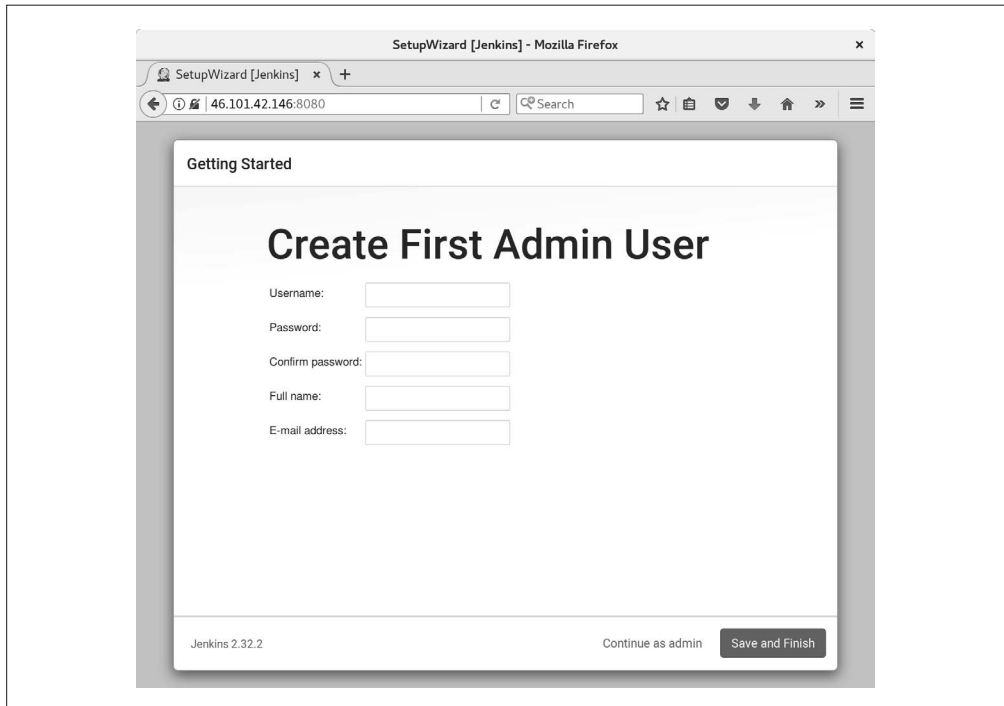 SetupWizard [Jenkins] - Mozilla Firefox
SetupWizard [Jenkins]
46.101.42.146:8080
Search
Getting Started
Create First Admin User
Username:
Password:
Confirm password:
Full name:
E-mail address:
Jenkins 2.32.2 Continue as admin Save and Finish